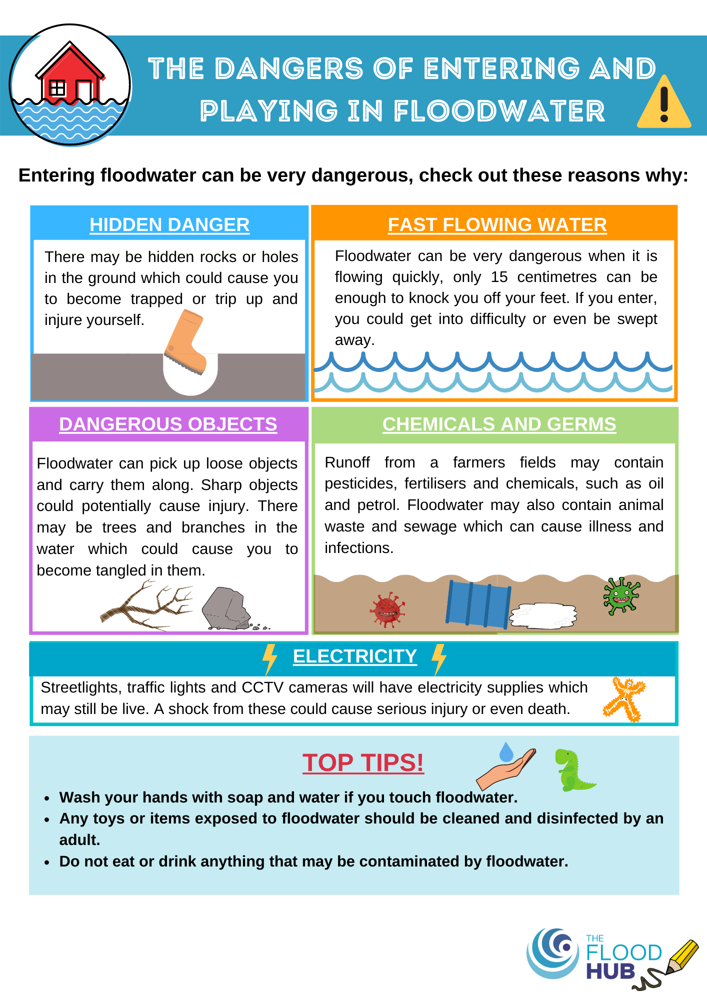 THE DANGERS OF ENTERING AND
PLAYING IN FLOODWATER
Entering floodwater can be very dangerous, check out these reasons why:
HIDDEN DANGER
There may be hidden rocks or holes
in the ground which could cause you
to become trapped or trip up and
injure yourself.
FAST FLOWING WATER
Floodwater can be very dangerous when it is
flowing quickly, only 15 centimetres can be
enough to knock you off your feet. If you enter,
you could get into difficulty or even be swept
away.
DANGEROUS OBJECTS
Floodwater can pick up loose objects
and carry them along. Sharp objects
could potentially cause injury. There
may be trees and branches in the
water which could cause you to
become tangled in them.
CHEMICALS AND GERMS
Runoff from a farmers fields may contain
pesticides, fertilisers and chemicals, such as oil
and petrol. Floodwater may also contain animal
waste and sewage which can cause illness and
infections.
ELECTRICITY
Streetlights, traffic lights and CCTV cameras will have electricity supplies which
may still be live. A shock from these could cause serious injury or even death.
TOP TIPS!
• Wash your hands with soap and water if you touch floodwater.
• Any toys or items exposed to floodwater should be cleaned and disinfected by an
adult.
• Do not eat or drink anything that may be contaminated by floodwater.
THE
FLOOD
HUB